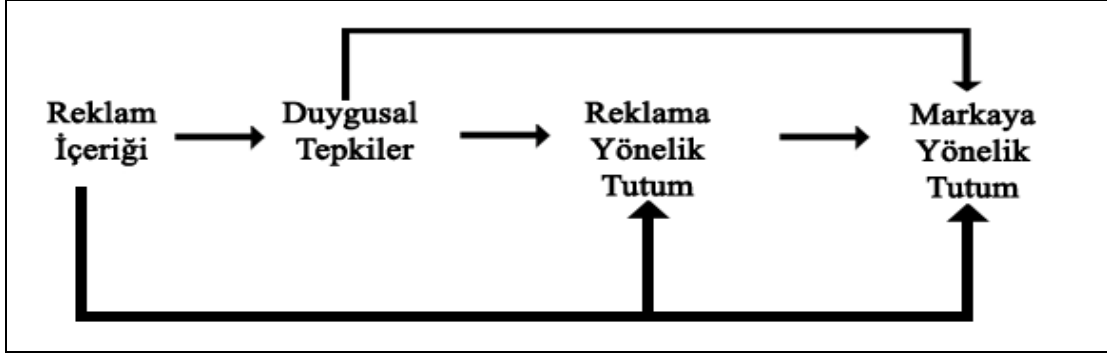 Reklam
İçeriği
Duygusal
Tepkiler
Reklama
Yönelik
Tutum
Markaya
Yönelik
Tutum